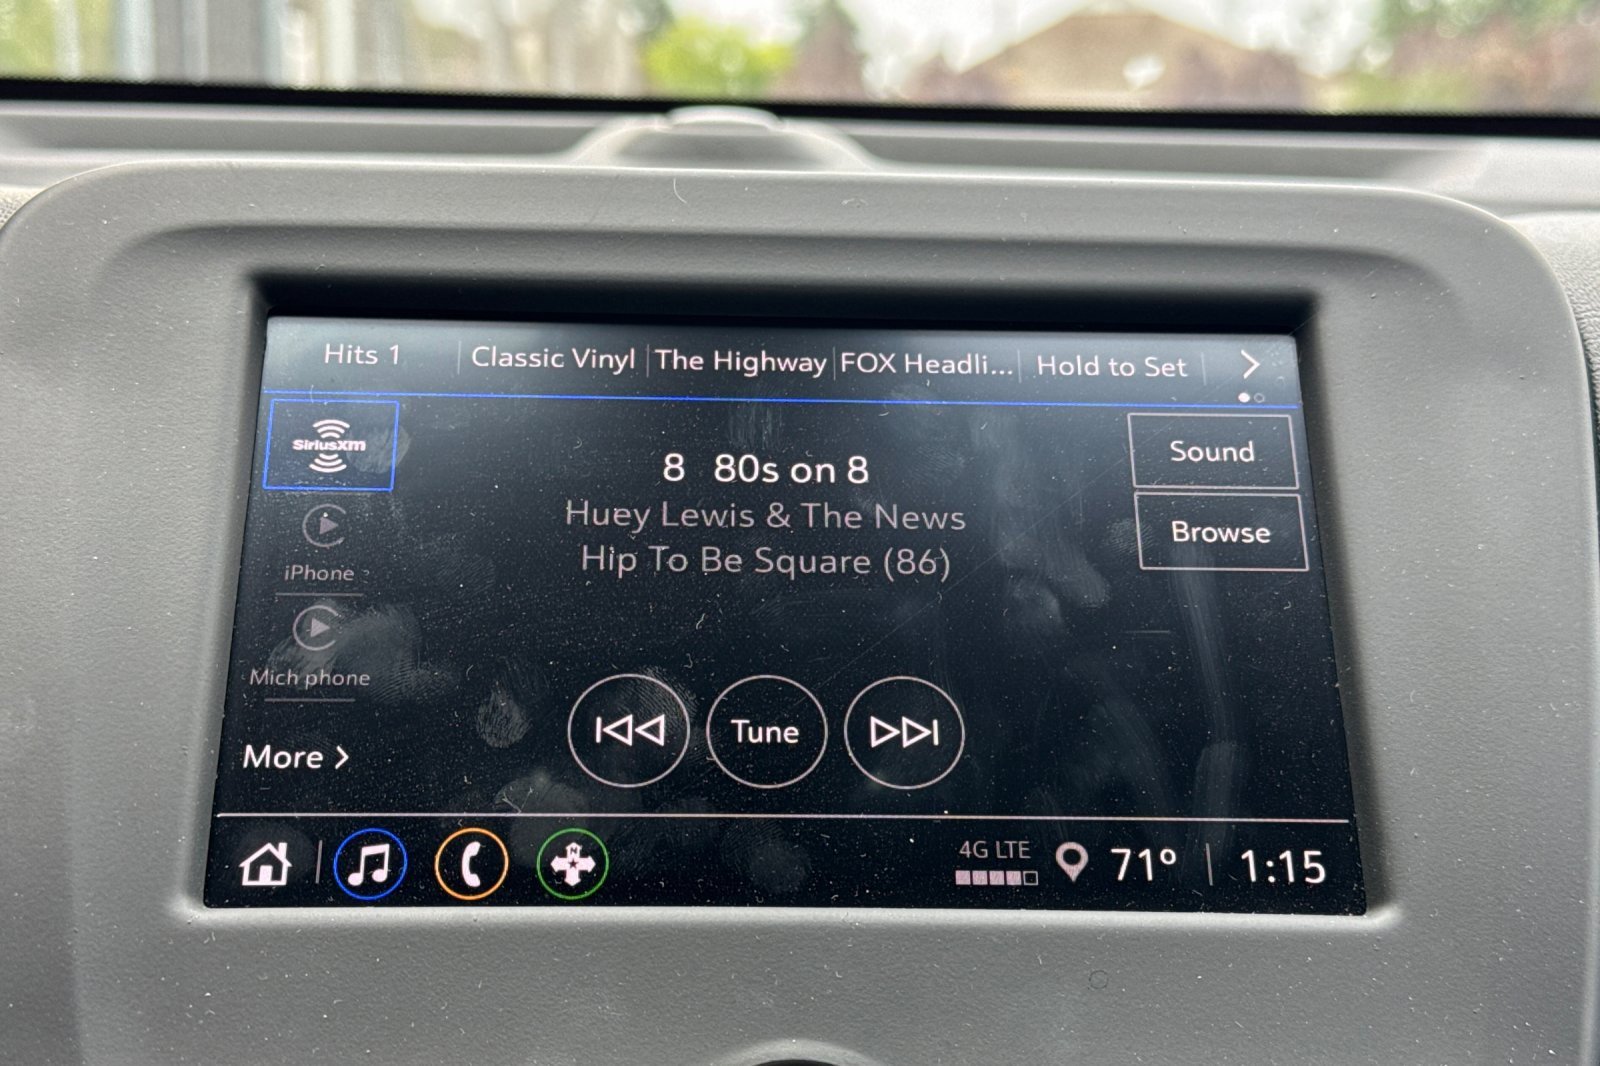 Hits 1
Classic Vinyl
The Highway
FOX Headli...
Hold to Set
SiriusXM
8 80s on 8
Sound
Huey Lewis & The News
Browse
Hip To Be Square (86)
iPhone
Mich phone
More
Tune
N
4G LTE
71°
1:15